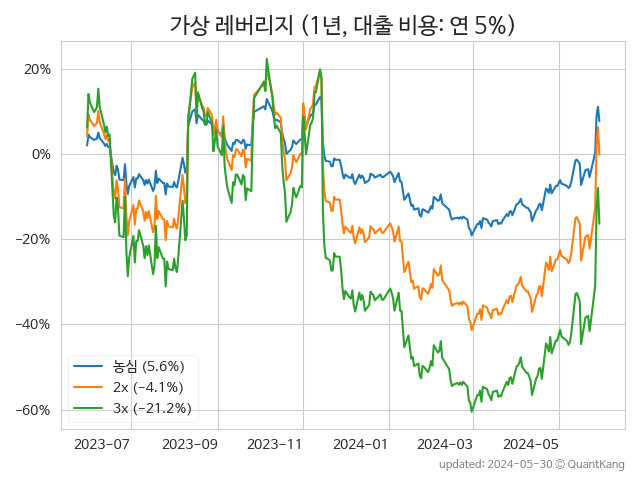 가상 레버리지 (1년, 대출 비용: 연 5%)
20%
0%
−20%
−40%
−60%
농심 (5.6%)
2x (−4.1%)
3x (−21.2%)
2023-07 2023-09 2023-11 2024-01 2024-03 2024-05
updated: 2024-05-30 © QuantKang